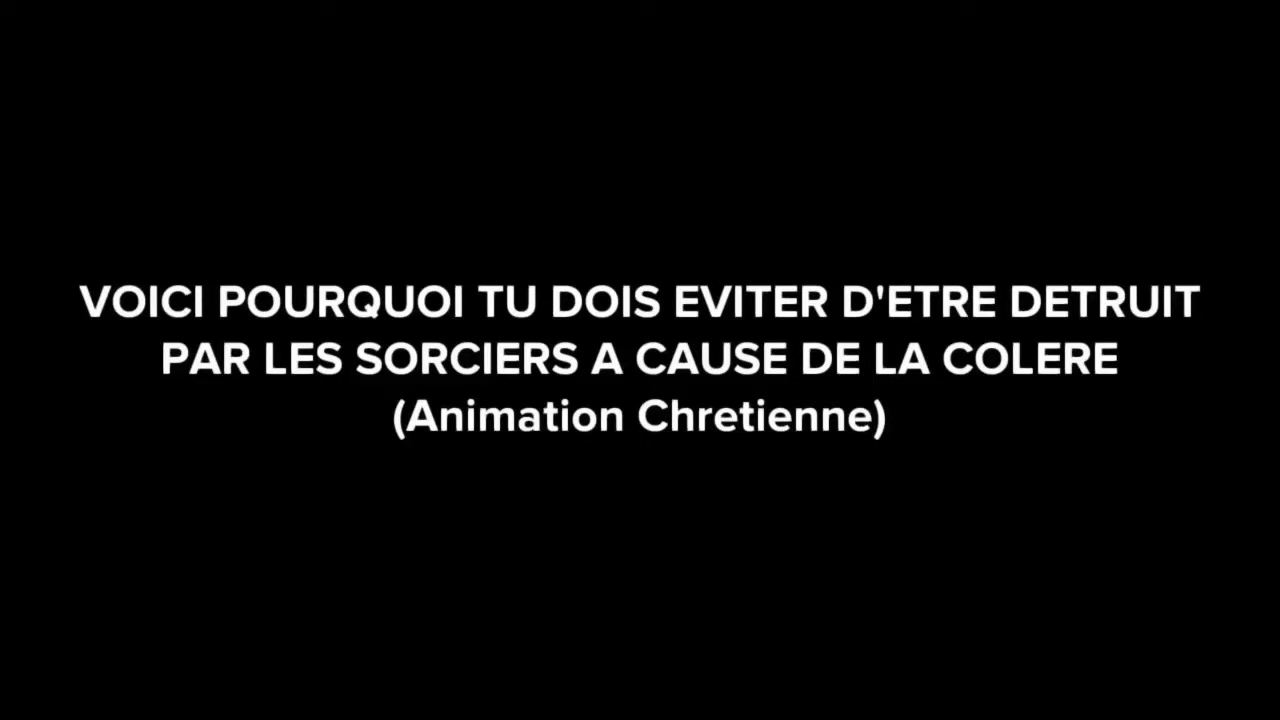 VOICI POURQUOI TU DOIS EVITER D'ETRE DETRUIT
PAR LES SORCIERS A CAUSE DE LA COLERE
(Animation Chretienne)